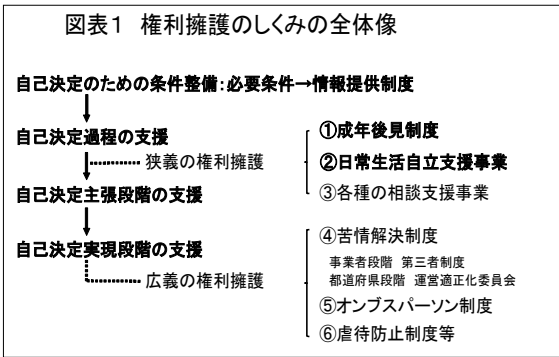 図表１ 権利擁護のしくみの全体像
自己決定のための条件整備:必要条件→情報提供制度
自己決定過程の支援
狭義の権利擁護
自己決定主張段階の支援
自己決定実現段階の支援
広義の権利擁護
①成年後見制度
②日常生活自立支援事業
③各種の相談支援事業
④苦情解決制度
事業者段階 第三者制度
都道府県段階 運営適正化委員会
⑤オンブスパーソン制度
⑥虐待防止制度等